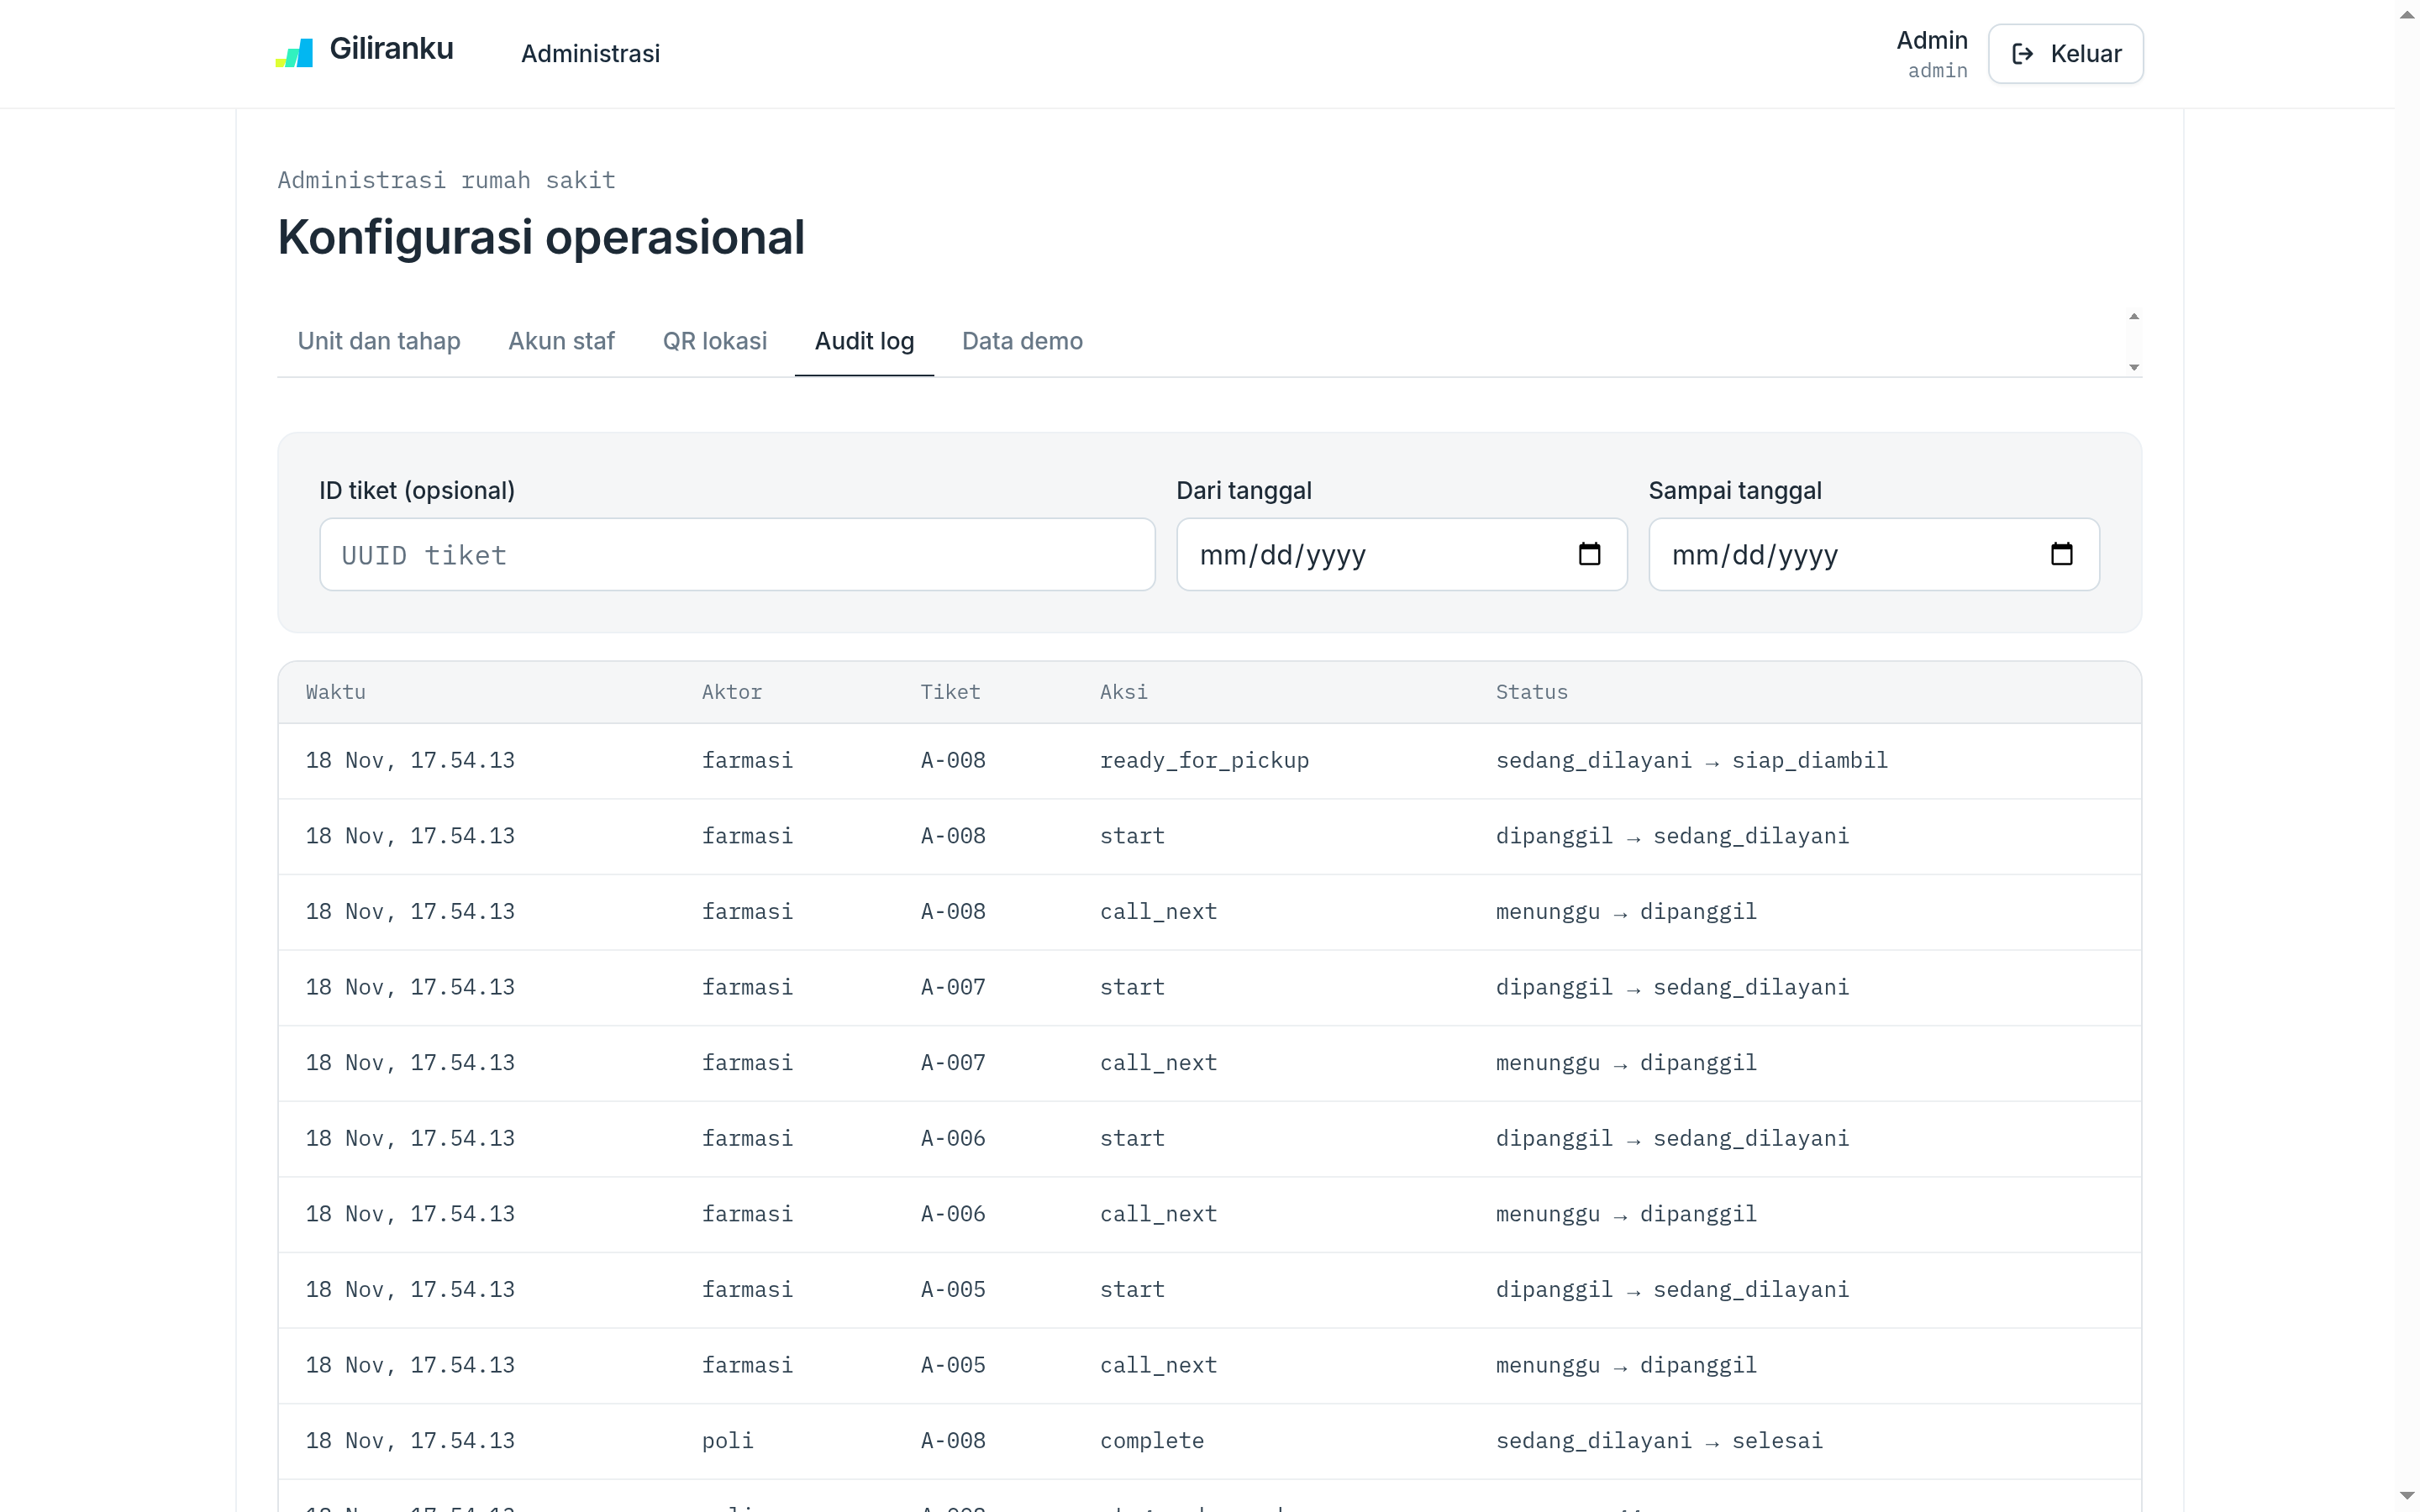 Giliranku
Administrasi
Admin
admin
Keluar
Administrasi rumah sakit
Konfigurasi operasional
Unit dan tahap
Akun staf
QR lokasi
Audit log
Data demo
ID tiket (opsional)
Dari tanggal
Sampai tanggal
UUID tiket
mm/dd/yyyy
mm/dd/yyyy
Waktu Aktor Tiket Aksi Status
18 Nov, 17.54.13 farmasi A-008 ready_for_pickup sedang_dilayani → siap_diambil
18 Nov, 17.54.13 farmasi A-008 start dipanggil → sedang_dilayani
18 Nov, 17.54.13 farmasi A-008 call_next menunggu → dipanggil
18 Nov, 17.54.13 farmasi A-007 start dipanggil → sedang_dilayani
18 Nov, 17.54.13 farmasi A-007 call_next menunggu → dipanggil
18 Nov, 17.54.13 farmasi A-006 start dipanggil → sedang_dilayani
18 Nov, 17.54.13 farmasi A-006 call_next menunggu → dipanggil
18 Nov, 17.54.13 farmasi A-005 start dipanggil → sedang_dilayani
18 Nov, 17.54.13 farmasi A-005 call_next menunggu → dipanggil
18 Nov, 17.54.13 poli A-008 complete sedang_dilayani → selesai